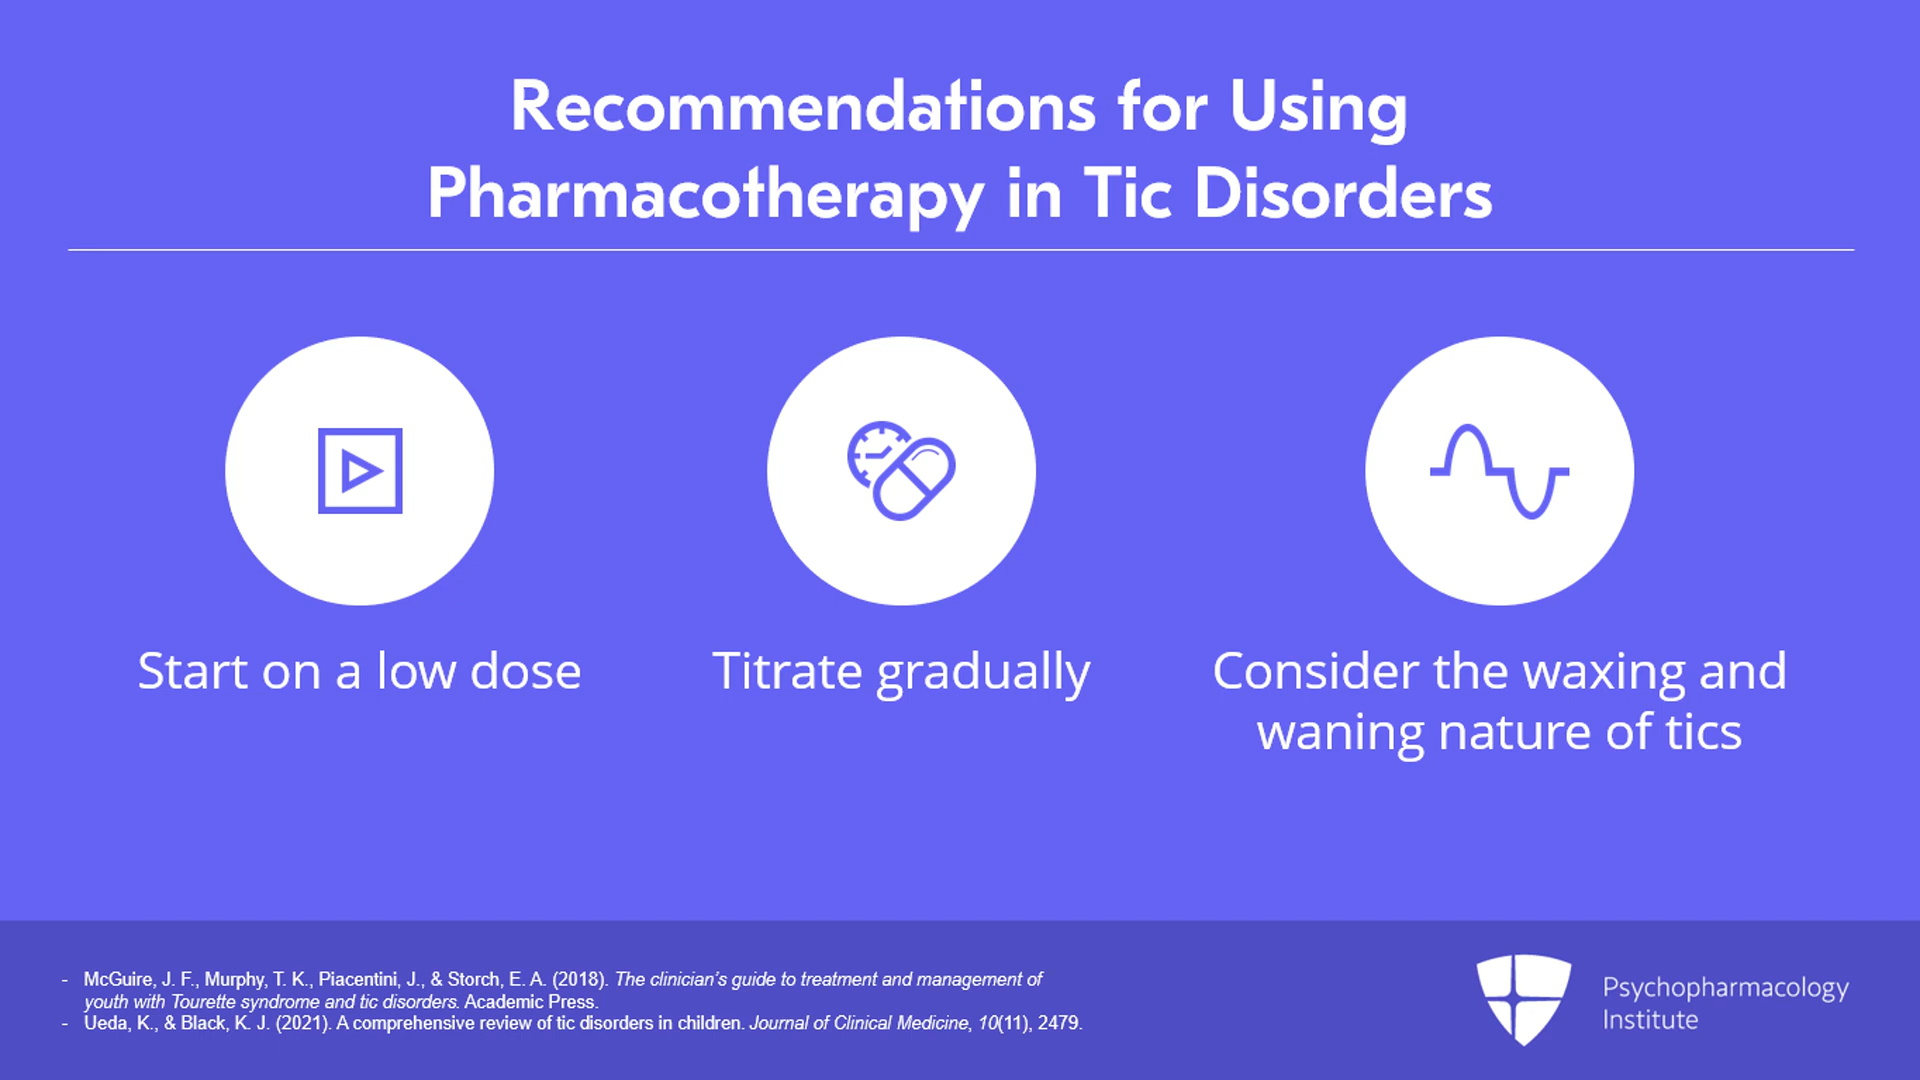 Recommendations for Using
Pharmacotherapy in Tic Disorders
Start on a low dose
Titrate gradually
Consider the waxing and
waning nature of tics
- McGuire, J. F., Murphy, T. K., Piacentini, J., & Storch, E. A. (2018). The clinician's guide to treatment and management of
youth with Tourette syndrome and tic disorders. Academic Press.
- Ueda, K., & Black, K. J. (2021). A comprehensive review of tic disorders in children. Journal of Clinical Medicine, 10(11), 2479.
Psychopharmacology
Institute